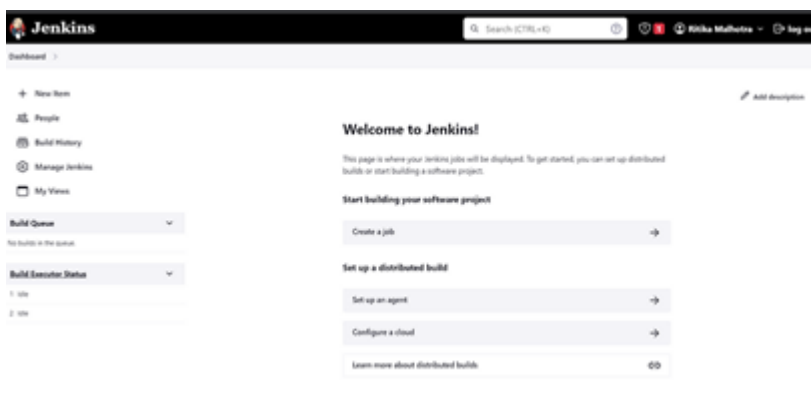 Jenkins
Search (CTRL+K)
1
Ritika Malhotra
log ou
Dashboard
New Item
People
Build History
Manage Jenkins
My Views
Build Queue
No builds in the queue.
Build Executor Status
1 Idle
2 Idle
Add description
Welcome to Jenkins!
This page is where your Jenkins jobs will be displayed. To get started, you can set up distributed
builds or start building a software project.
Start building your software project
Create a job
Set up a distributed build
Set up an agent
Configure a cloud
Learn more about distributed builds